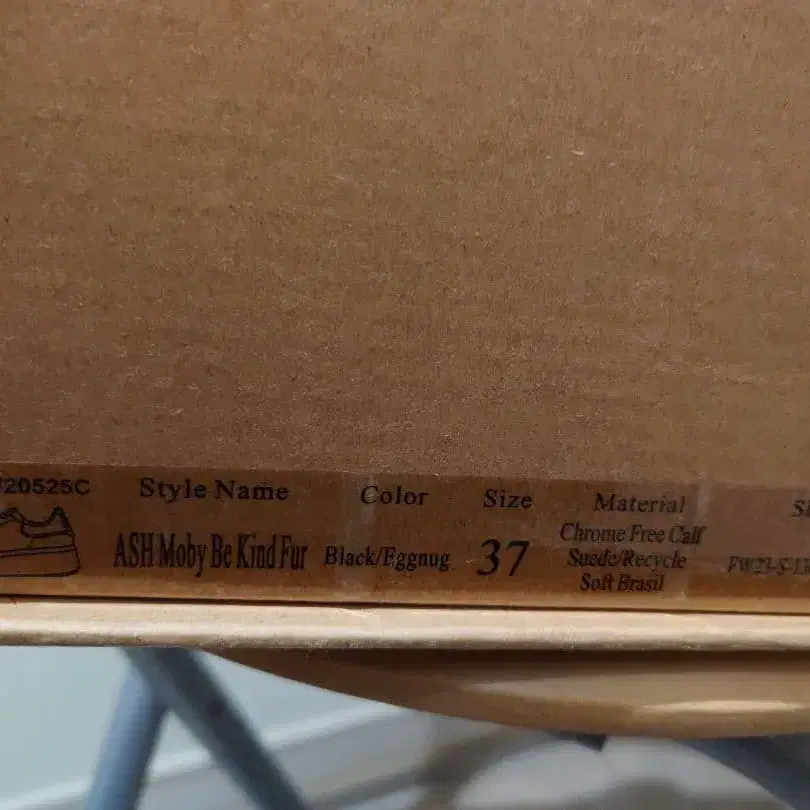 20525C Style Name Color Size Material
ASH Moby Be Kind Fur Black/Eggnug 37 Chrome Free Calf
Suede/Recycle
Soft Brasil